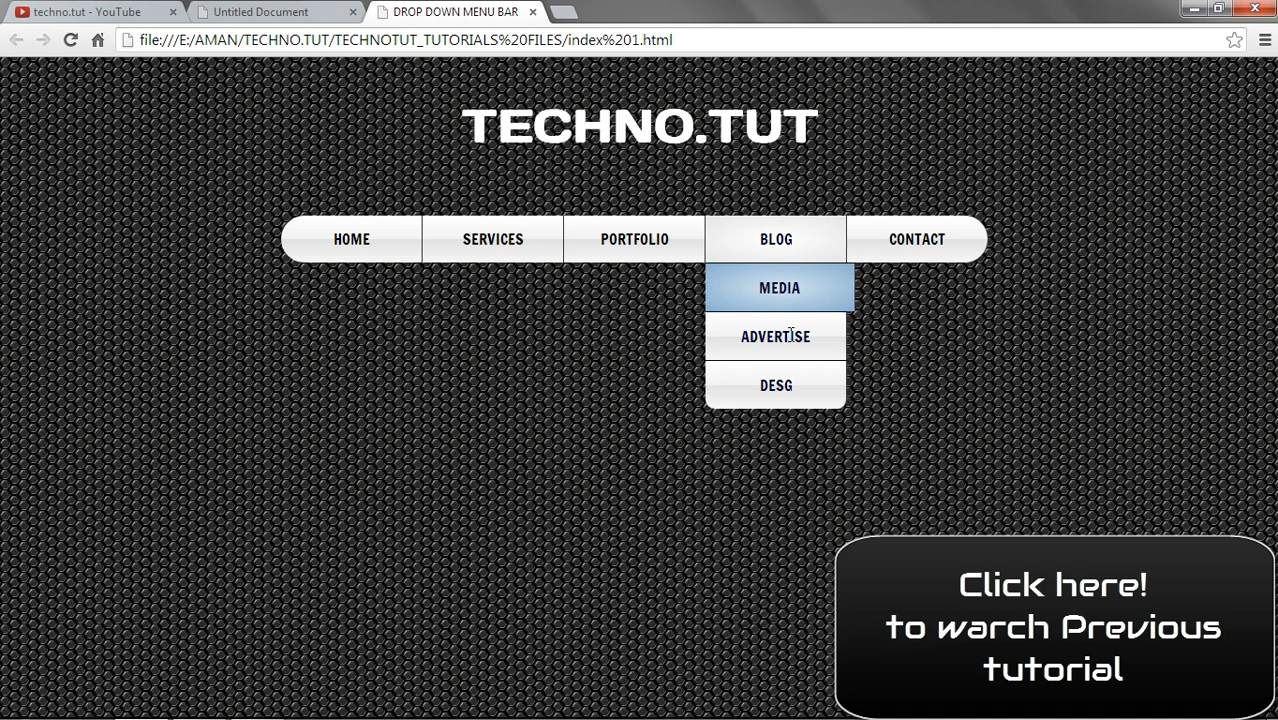 techno.tut - YouTube
Untitled Document
DROP DOWN MENU BAR
file:///E:/AMAN/TECHNO.TUT/TECHNOTUT_TUTORIALS%20FILES/index%201.html
TECHNO.TUT
HOME SERVICES PORTFOLIO BLOG CONTACT
MEDIA
ADVERTISE
DESG
Click here!
to warch Previous
tutorial